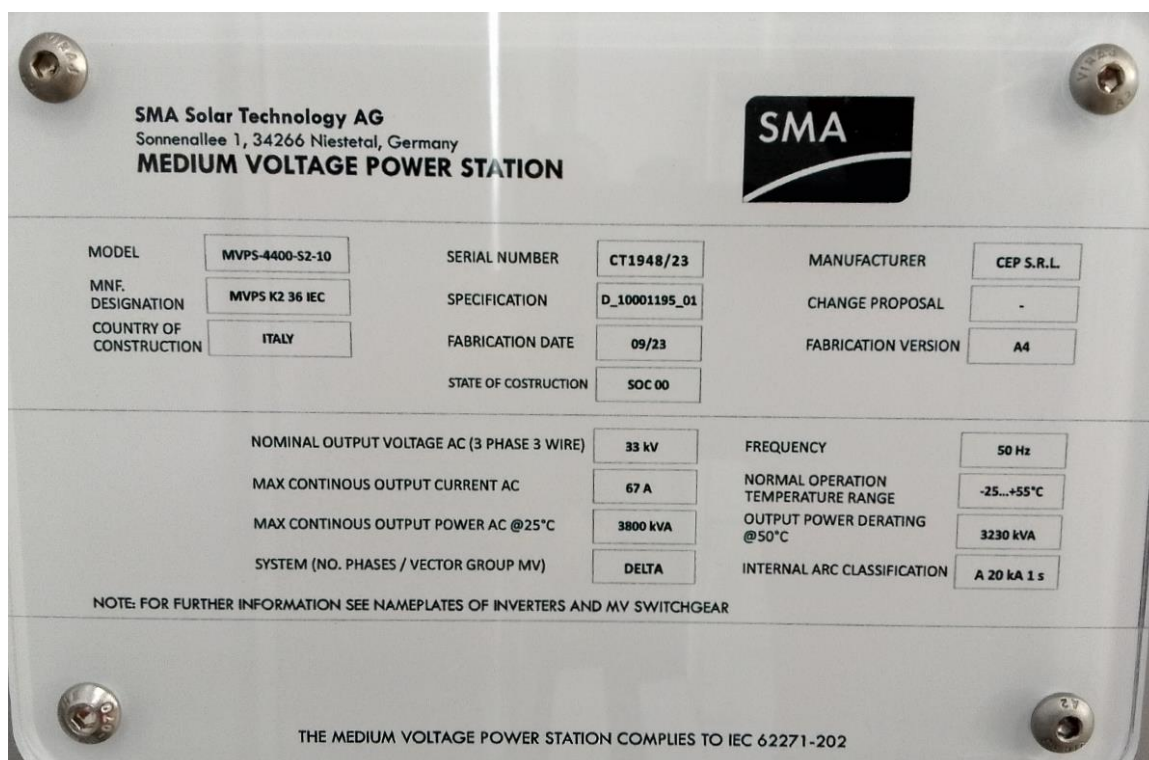 SMA Solar Technology AG
Sonnenallee 1, 34266 Niestetal, Germany
MEDIUM VOLTAGE POWER STATION
SMA
MODEL MVPS-4400-S2-10 SERIAL NUMBER CT1948/23 MANUFACTURER CEP S.R.L.
MNF.
DESIGNATION MVPS K2 36 IEC SPECIFICATION D_10001195_01 CHANGE PROPOSAL -
COUNTRY OF
CONSTRUCTION ITALY FABRICATION DATE 09/23 FABRICATION VERSION A4
STATE OF COSTRUCTION SOC 00
NOMINAL OUTPUT VOLTAGE AC (3 PHASE 3 WIRE) 33 kV FREQUENCY 50 Hz
MAX CONTINOUS OUTPUT CURRENT AC 67 A NORMAL OPERATION
TEMPERATURE RANGE -25...+55°C
MAX CONTINOUS OUTPUT POWER AC @25°C 3800 kVA OUTPUT POWER DERATING
@50°C 3230 kVA
SYSTEM (NO. PHASES / VECTOR GROUP MV) DELTA INTERNAL ARC CLASSIFICATION A 20 kA 1 s
NOTE: FOR FURTHER INFORMATION SEE NAMEPLATES OF INVERTERS AND MV SWITCHGEAR
THE MEDIUM VOLTAGE POWER STATION COMPLIES TO IEC 62271-202